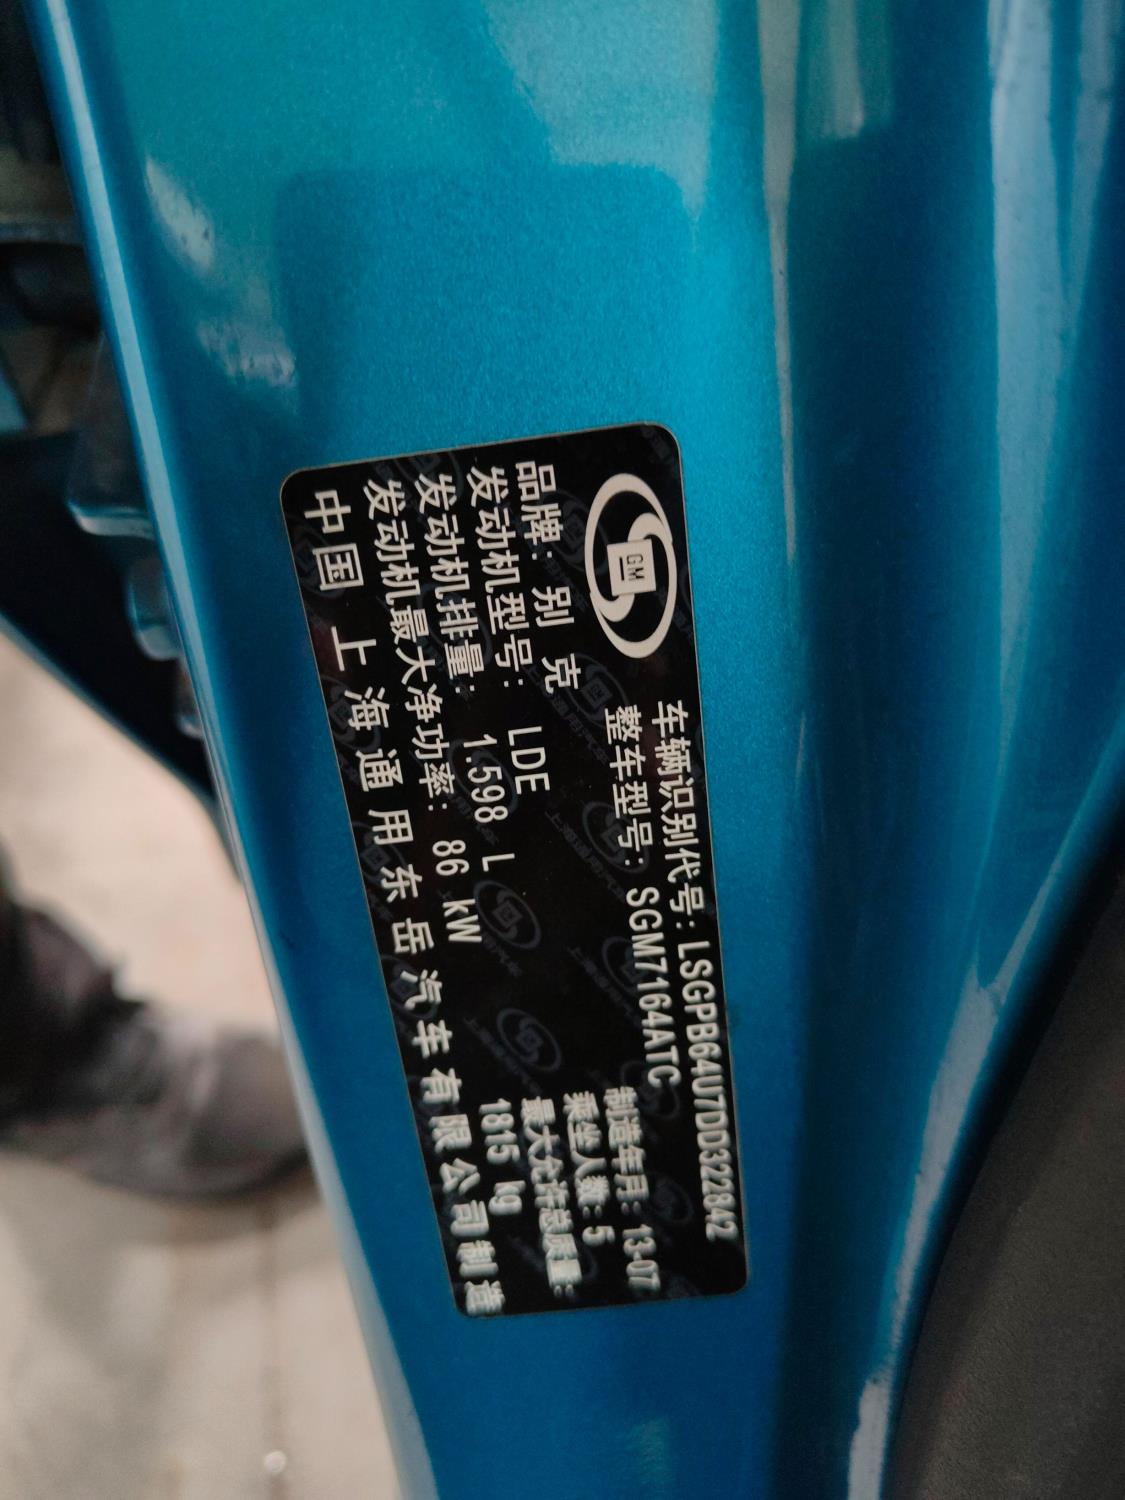 GM
车辆识别代号: LSGPB64U7DD322842
品牌: 别克
整车型号: SGM7164ATC
发动机型号: LDE
制造年月: 13-07
发动机排量: 1.598 L
乘坐人数: 5
发动机最大净功率: 86 kW
最大允许总质量:
1815 kg
中国上海通用东岳汽车有限公司制造